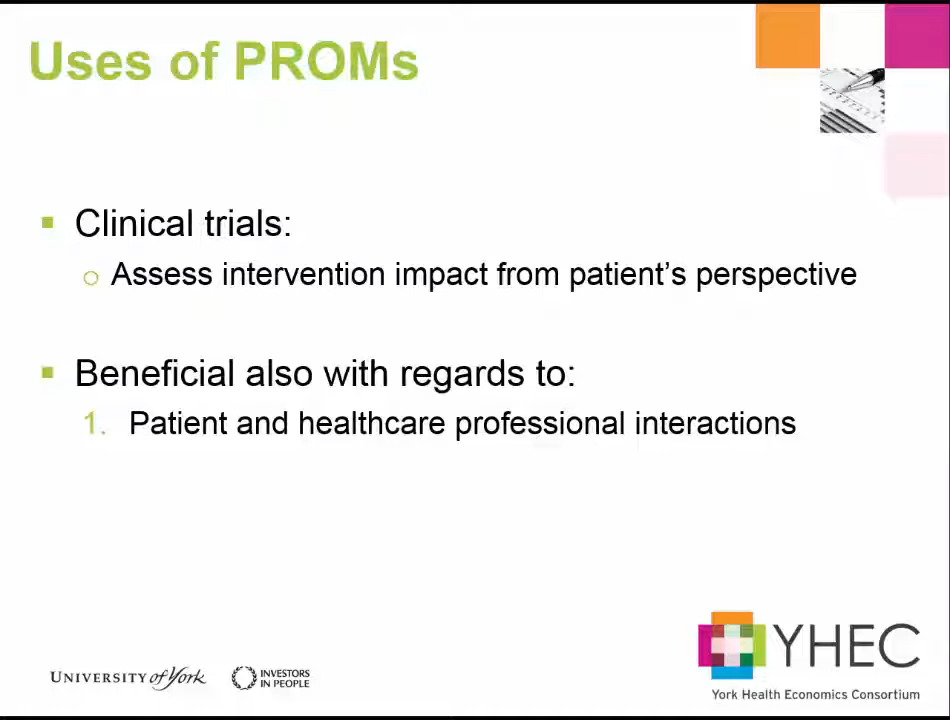 Uses of PROMs
Clinical trials:
Assess intervention impact from patient's perspective
Beneficial also with regards to:
1. Patient and healthcare professional interactions
UNIVERSITY of York
INVESTORS
IN PEOPLE
YHEC
York Health Economics Consortium